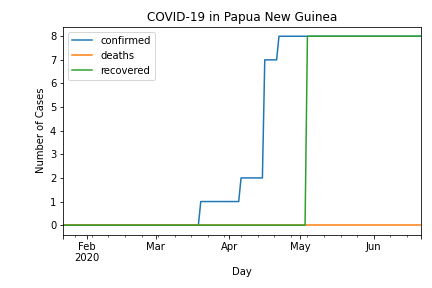 COVID-19 in Papua New Guinea
confirmed
deaths
recovered
Number of Cases
8
7
6
5
4
3
2
1
0
Feb
2020
Mar
Apr
May
Jun
Day